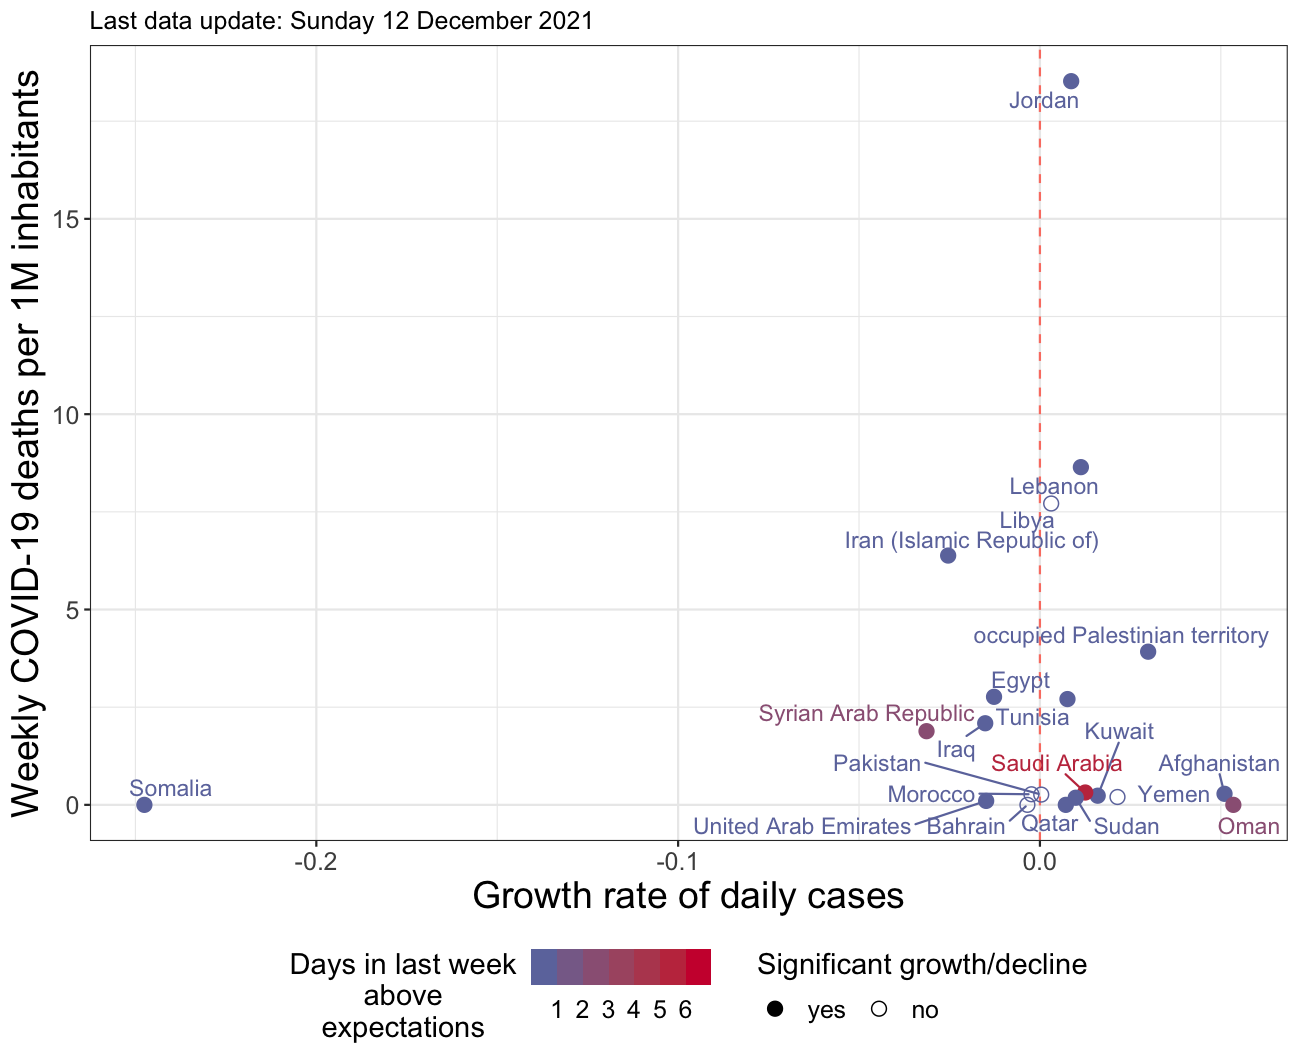 Last data update: Sunday 12 December 2021
Weekly COVID-19 deaths per 1M inhabitants
15
10
5
0
Jordan
Lebanon
Libya
Iran (Islamic Republic of)
occupied Palestinian territory
Egypt
Syrian Arab Republic
Tunisia
Kuwait
Iraq
Pakistan
Saudi Arabia
Afghanistan
Somalia
Morocco
Yemen
United Arab Emirates
Bahrain
Qatar
Sudan
Oman
-0.2
-0.1
0.0
Growth rate of daily cases
Days in last week
above
expectations
1 2 3 4 5 6
Significant growth/decline
yes
no